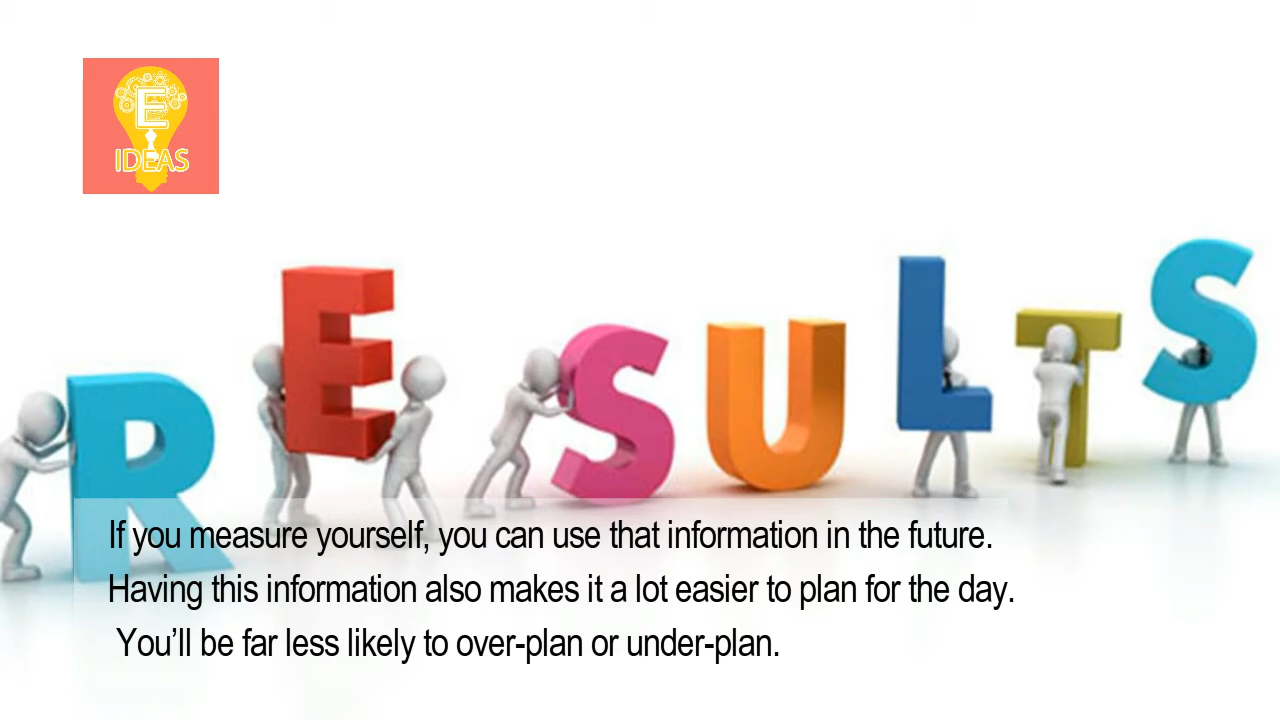 E
IDEAS
RESULTS
If you measure yourself, you can use that information in the future.
Having this information also makes it a lot easier to plan for the day.
You’ll be far less likely to over-plan or under-plan.